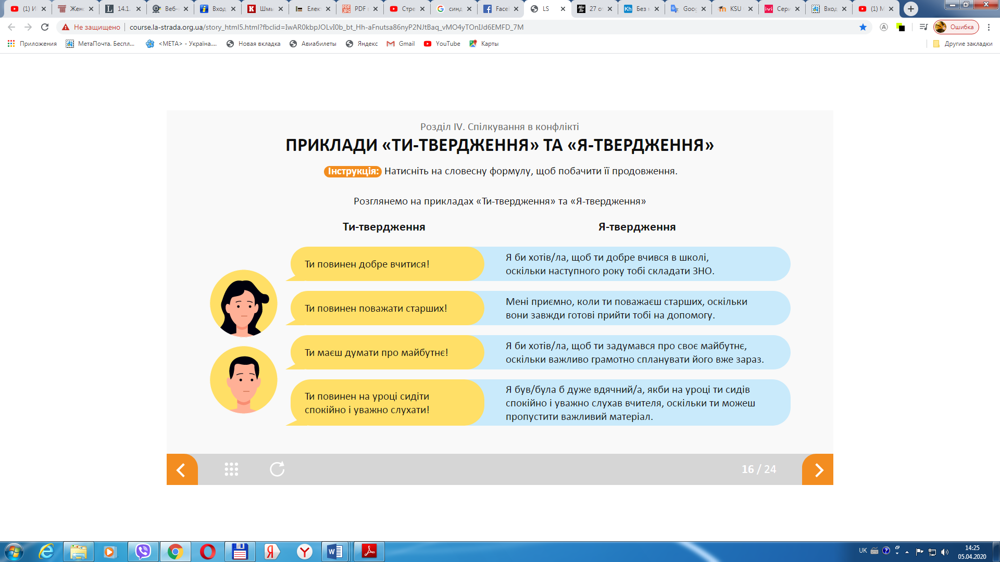 (1) И
Женс
14.1.
Веб-
Вход
Шмы
Елект
PDF
Стре
синд
Facel
LS
27 от
Без м
Goog
KSU
Сери
Вход
(1) М
Не защищено
course.la-strada.org.ua/story_html5.html?fbclid=IwAR0kbpJOLvI0b_bt_Hh-aFnutsa86nyP2NJtBaq_vMO4yTOnIJd6EMFD_7M
Ошибка
Приложения
МетаПочта. Беспл...
<META> - Україна....
Новая вкладка
Авиабилеты
Яндекс
Gmail
YouTube
Карты
Другие закладки
Розділ IV. Спілкування в конфлікті
ПРИКЛАДИ «ТИ-ТВЕРДЖЕННЯ» ТА «Я-ТВЕРДЖЕННЯ»
Інструкція: Натисніть на словесну формулу, щоб побачити її продовження.
Розглянемо на прикладах «Ти-твердження» та «Я-твердження»
Ти-твердження
Я-твердження
Ти повинен добре вчитися!
Я би хотів/ла, щоб ти добре вчився в школі,
оскільки наступного року тобі складати ЗНО.
Ти повинен поважати старших!
Мені приємно, коли ти поважаєш старших, оскільки
вони завжди готові прийти тобі на допомогу.
Ти маєш думати про майбутнє!
Я би хотів/ла, щоб ти задумався про своє майбутнє,
оскільки важливо грамотно спланувати його вже зараз.
Ти повинен на уроці сидіти
спокійно і уважно слухати!
Я був/була б дуже вдячний/а, якби на уроці ти сидів
спокійно і уважно слухав вчителя, оскільки ти можеш
пропустити важливий матеріал.
16 / 24
UK
14:25
05.04.2020